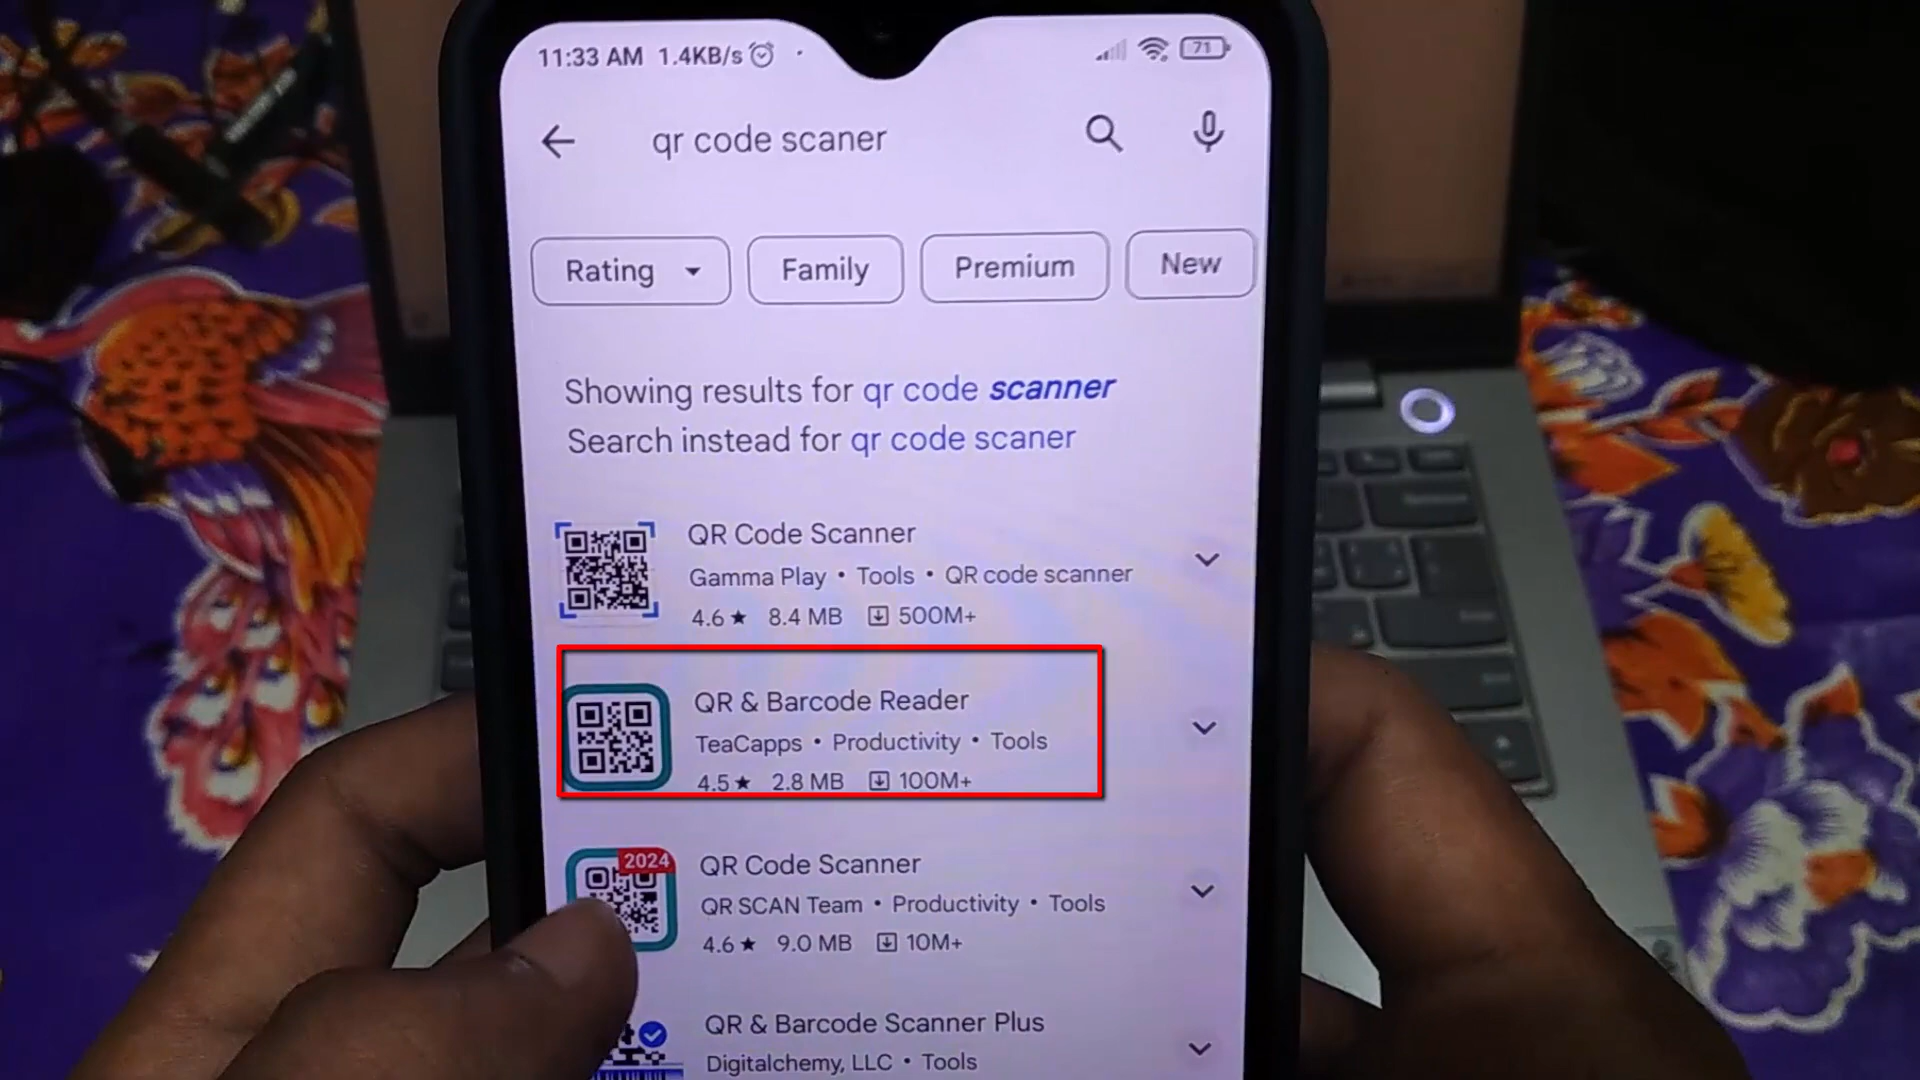 11:33 AM 1.4KB/s
71
qr code scaner
Rating Family Premium New
Showing results for qr code scanner
Search instead for qr code scaner
QR Code Scanner
Gamma Play • Tools • QR code scanner
4.6★ 8.4 MB 500M+
QR & Barcode Reader
TeaCapps • Productivity • Tools
4.5★ 2.8 MB 100M+
2024
QR Code Scanner
QR SCAN Team • Productivity • Tools
4.6★ 9.0 MB 10M+
QR & Barcode Scanner Plus
Digitalchemy, LLC • Tools